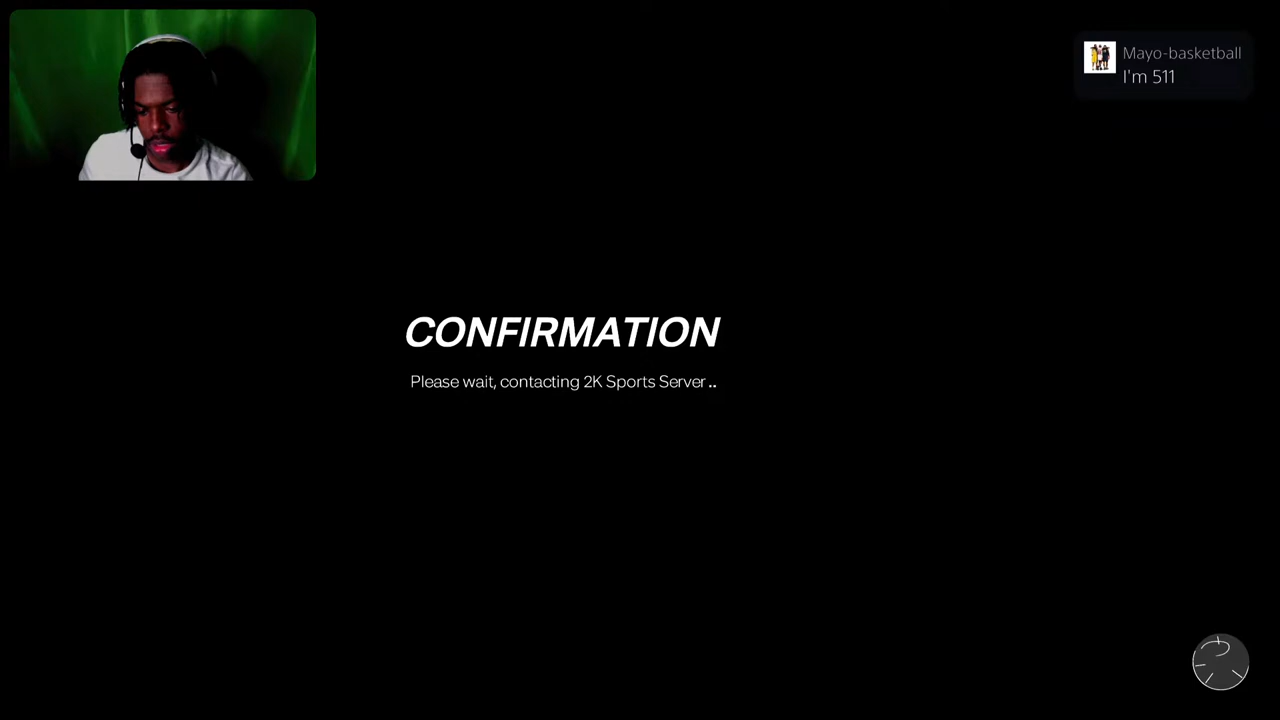 Mayo-basketball
I'm 511
CONFIRMATION
Please wait, contacting 2K Sports Server ..